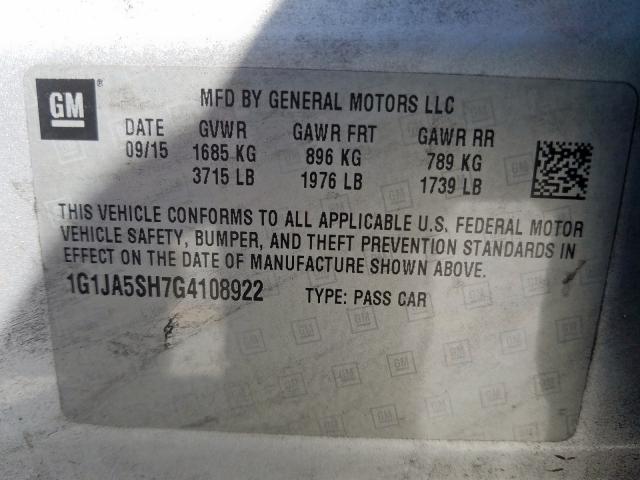 GM ®
MFD BY GENERAL MOTORS LLC
DATE GVWR GAWR FRT GAWR RR
09/15 1685 KG 896 KG 789 KG
3715 LB 1976 LB 1739 LB
THIS VEHICLE CONFORMS TO ALL APPLICABLE U.S. FEDERAL MOTOR
VEHICLE SAFETY, BUMPER, AND THEFT PREVENTION STANDARDS IN
EFFECT ON THE DATE OF MANUFACTURE SHOWN ABOVE.
1G1JA5SH7G4108922 TYPE: PASS CAR